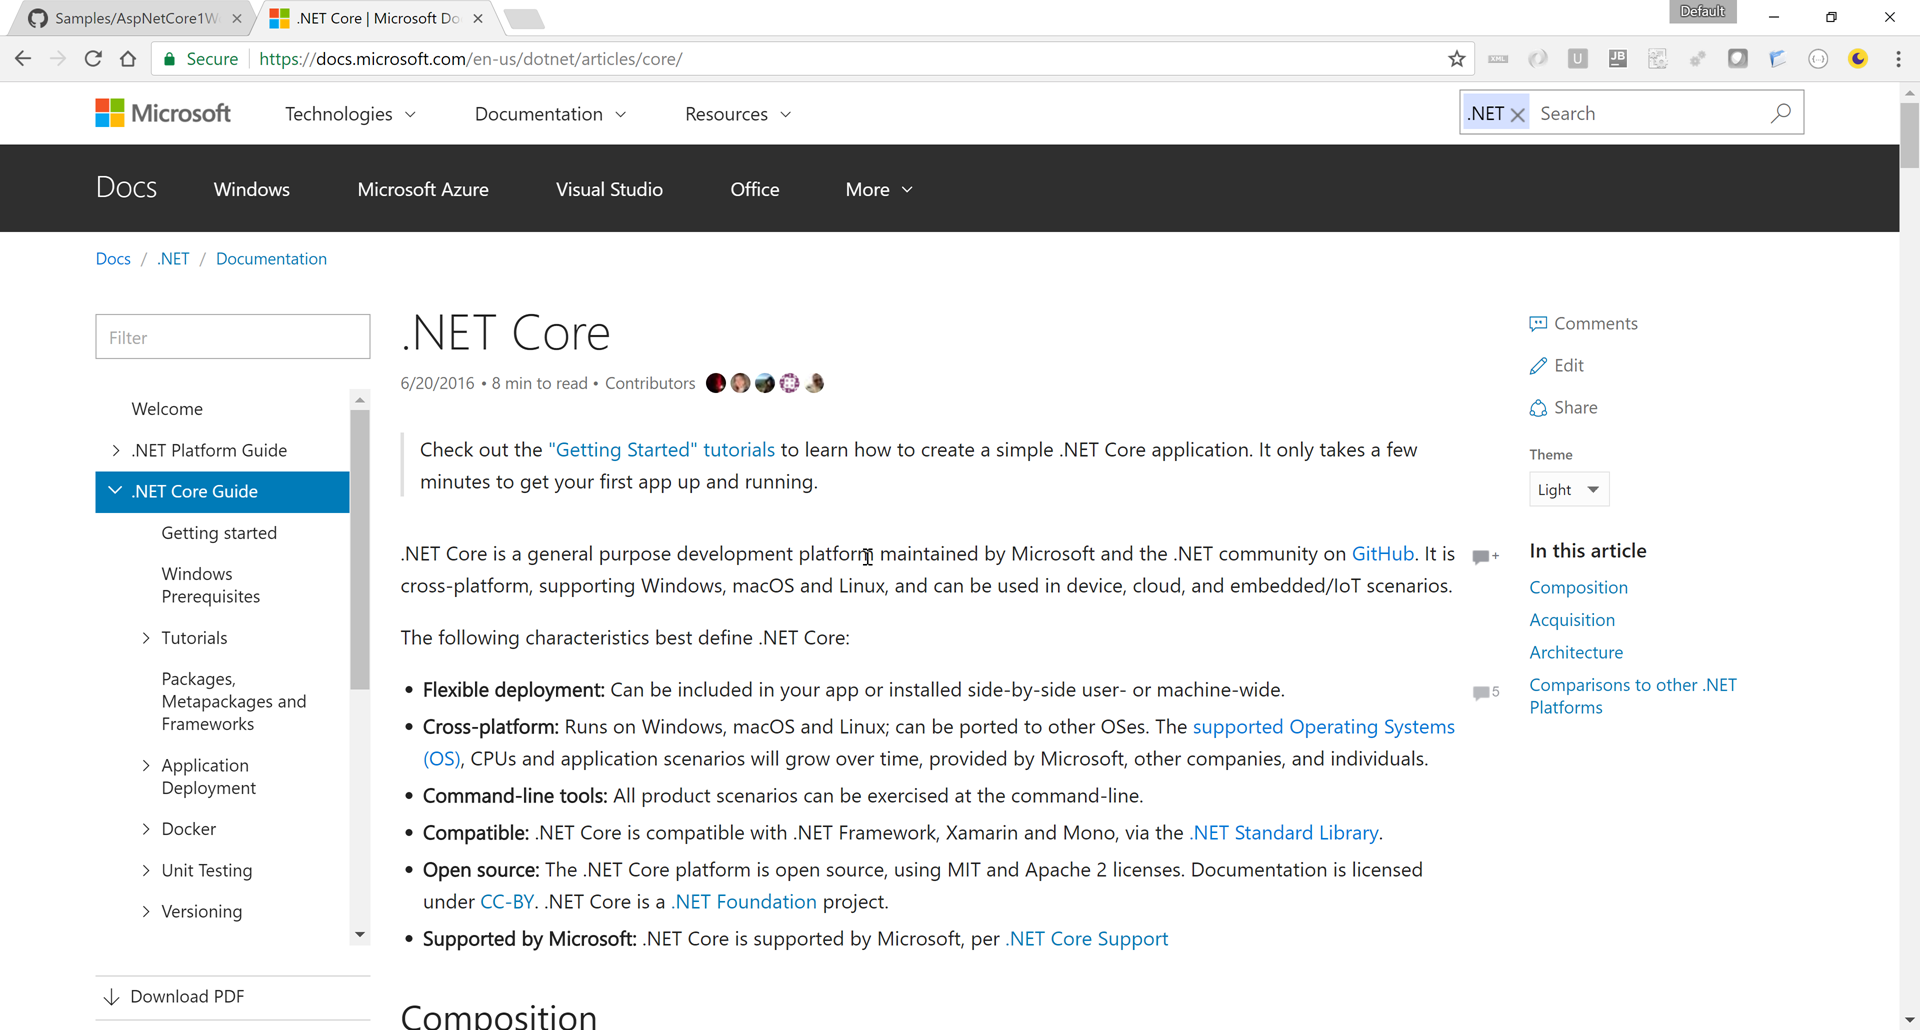 Samples/AspNetCore1W
.NET Core | Microsoft Do
Default
Secure
https://docs.microsoft.com/en-us/dotnet/articles/core/
XML
U
JB
Microsoft
Technologies
Documentation
Resources
.NET
Search
Docs
Windows
Microsoft Azure
Visual Studio
Office
More
Docs / .NET / Documentation
Filter
Welcome
.NET Platform Guide
.NET Core Guide
Getting started
Windows
Prerequisites
Tutorials
Packages,
Metapackages and
Frameworks
Application
Deployment
Docker
Unit Testing
Versioning
Download PDF
.NET Core
6/20/2016 • 8 min to read • Contributors
Check out the "Getting Started" tutorials to learn how to create a simple .NET Core application. It only takes a few
minutes to get your first app up and running.
.NET Core is a general purpose development platform maintained by Microsoft and the .NET community on GitHub. It is
cross-platform, supporting Windows, macOS and Linux, and can be used in device, cloud, and embedded/IoT scenarios.
+
The following characteristics best define .NET Core:
• Flexible deployment: Can be included in your app or installed side-by-side user- or machine-wide.
5
• Cross-platform: Runs on Windows, macOS and Linux; can be ported to other OSes. The supported Operating Systems
(OS), CPUs and application scenarios will grow over time, provided by Microsoft, other companies, and individuals.
• Command-line tools: All product scenarios can be exercised at the command-line.
• Compatible: .NET Core is compatible with .NET Framework, Xamarin and Mono, via the .NET Standard Library.
• Open source: The .NET Core platform is open source, using MIT and Apache 2 licenses. Documentation is licensed
under CC-BY. .NET Core is a .NET Foundation project.
• Supported by Microsoft: .NET Core is supported by Microsoft, per .NET Core Support
Composition
Comments
Edit
Share
Theme
Light
In this article
Composition
Acquisition
Architecture
Comparisons to other .NET
Platforms